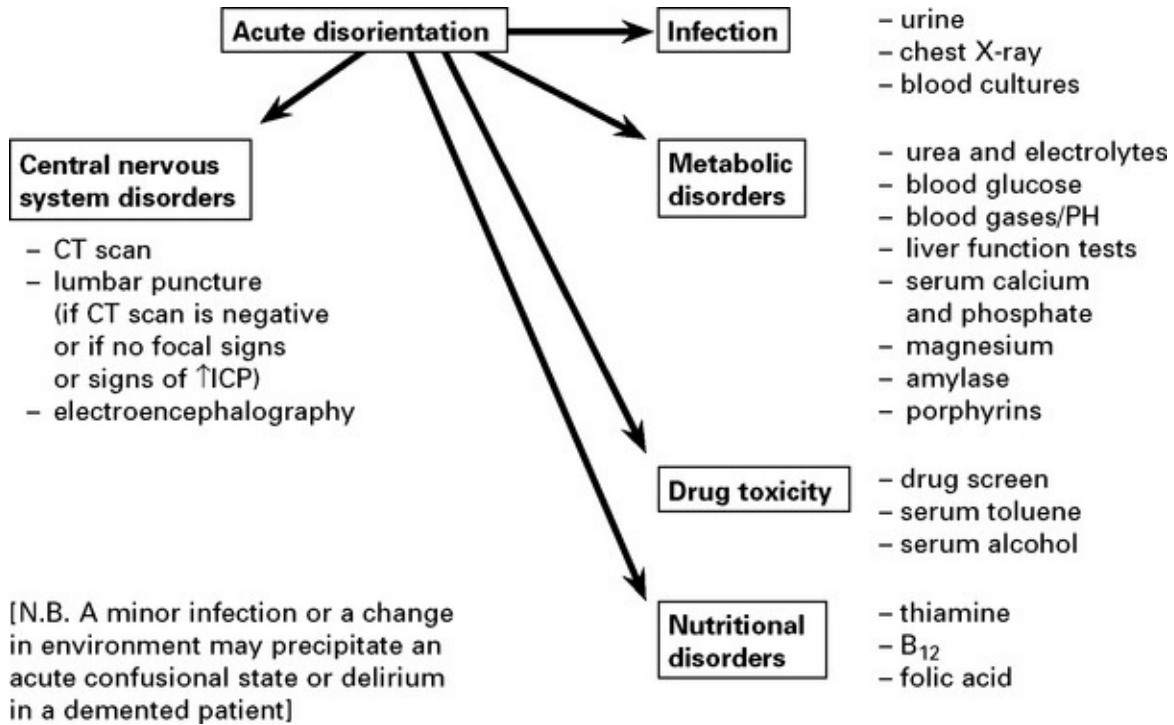 Acute disorientation
Infection
– urine
– chest X-ray
– blood cultures
Central nervous
system disorders
– CT scan
– lumbar puncture
(if CT scan is negative
or if no focal signs
or signs of ↑ICP)
– electroencephalography
Metabolic
disorders
– urea and electrolytes
– blood glucose
– blood gases/PH
– liver function tests
– serum calcium
and phosphate
– magnesium
– amylase
– porphyrins
Drug toxicity
– drug screen
– serum toluene
– serum alcohol
Nutritional
disorders
– thiamine
– B₁₂
– folic acid
[N.B. A minor infection or a change
in environment may precipitate an
acute confusional state or delirium
in a demented patient]